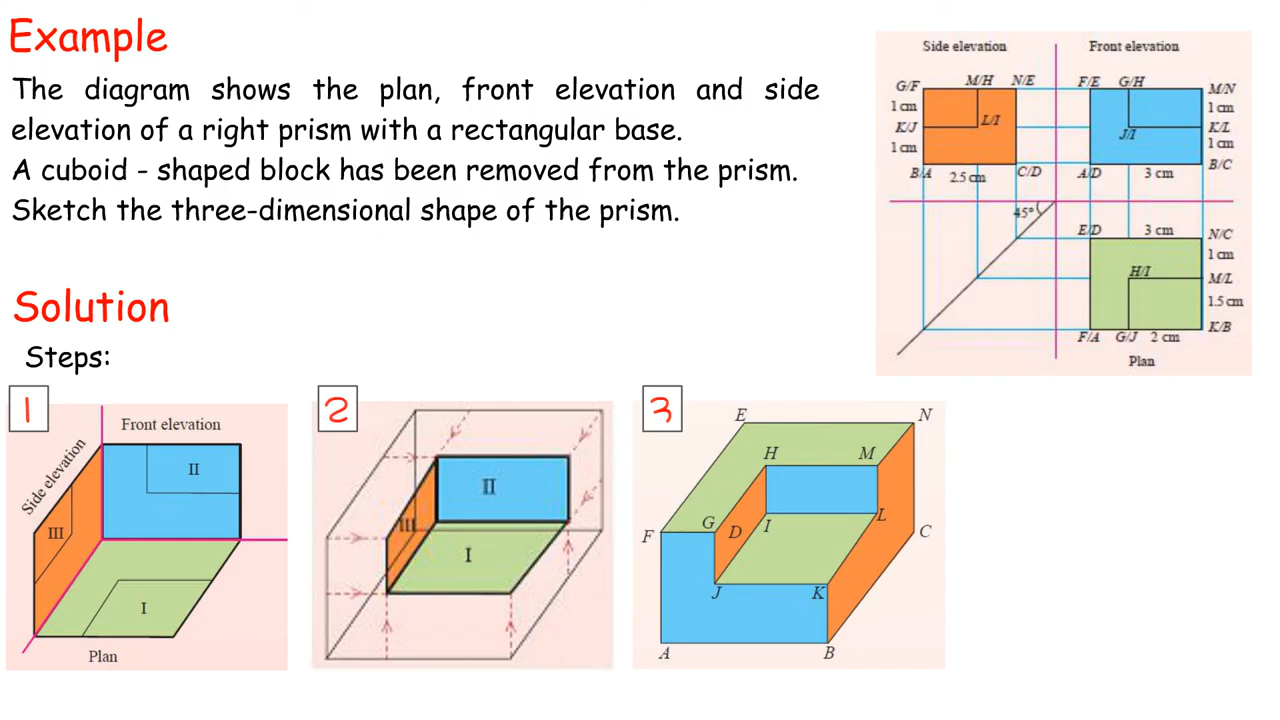 Example
The diagram shows the plan, front elevation and side
elevation of a right prism with a rectangular base.
A cuboid - shaped block has been removed from the prism.
Sketch the three-dimensional shape of the prism.
Side elevation
Front elevation
G/F
M/H
N/E
F/E
G/H
M/N
1 cm
1 cm
K/J
L/I
J/I
K/L
1 cm
1 cm
B/A
2.5 cm
C/D
A/D
3 cm
B/C
45°
E/D
3 cm
N/C
1 cm
H/I
M/L
1.5 cm
K/B
F/A
G/J
2 cm
Plan
Solution
Steps:
1
Front elevation
Side elevation
II
III
I
Plan
2
II
III
I
3
E
N
H
M
F
G
D
I
L
C
J
K
A
B